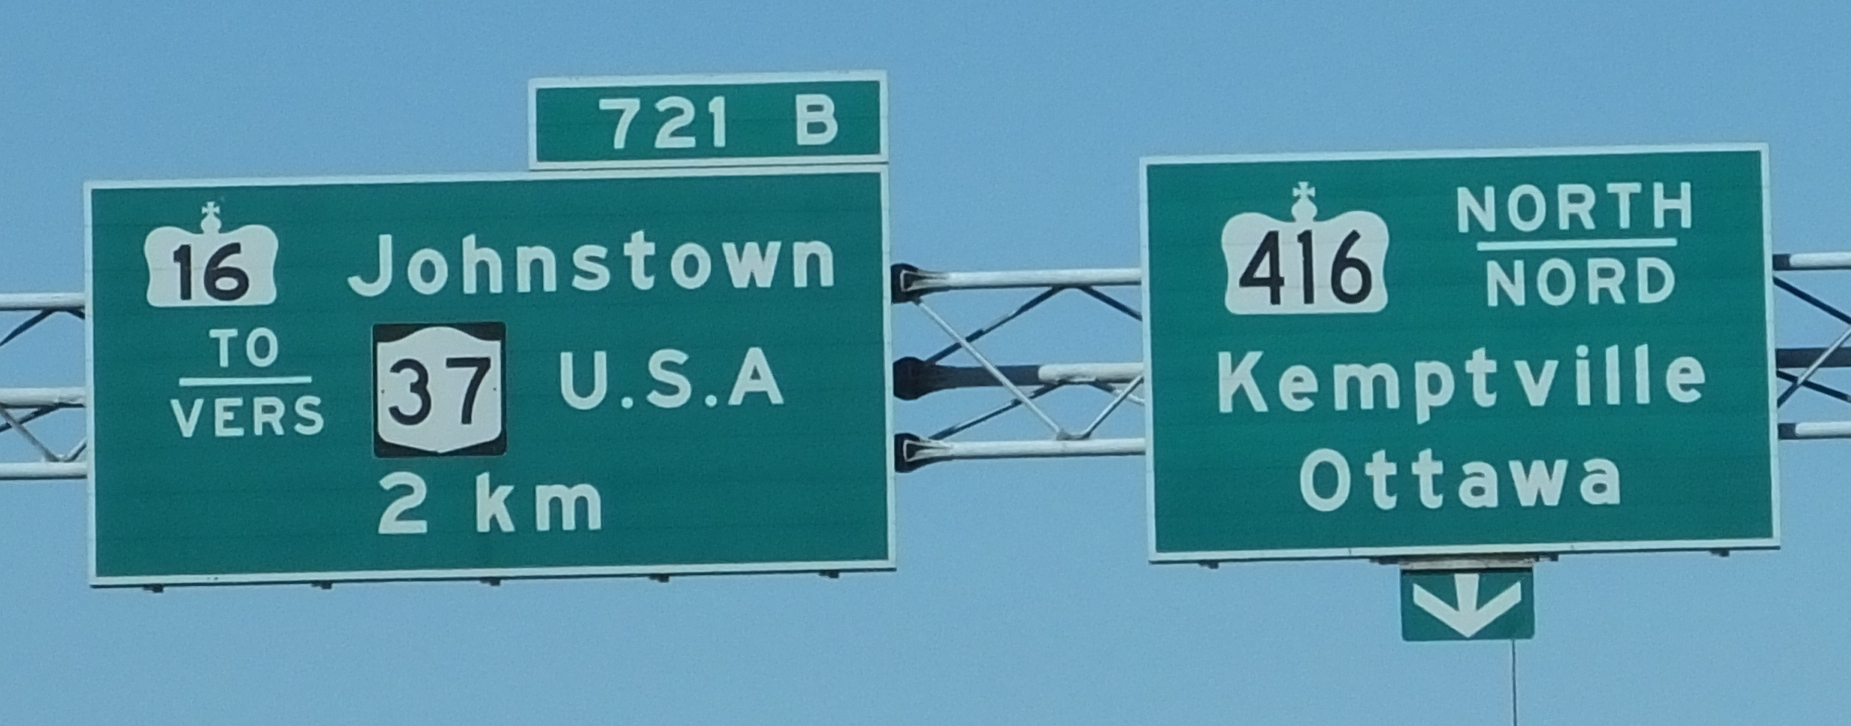 721 B
16 Johnstown
TO
VERS
37 U.S.A
2 km
416 NORTH
NORD
Kemptville
Ottawa